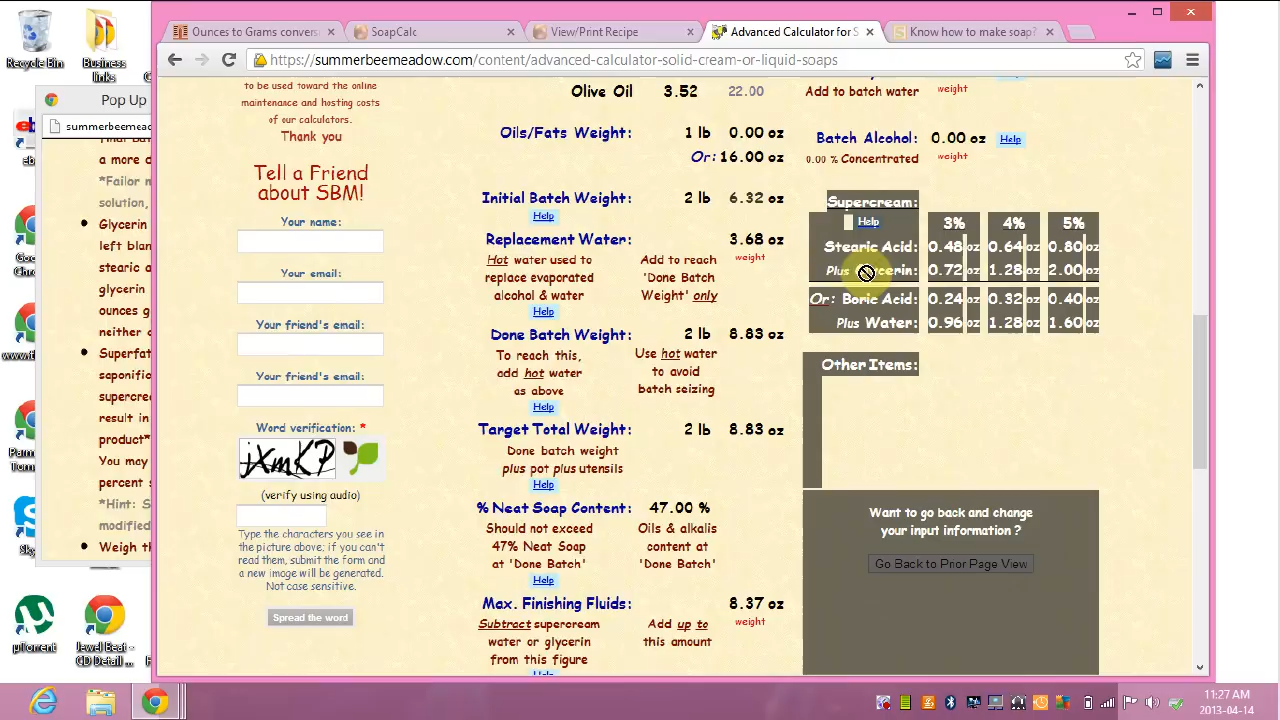 Recycle Bin
Business
links
Pop Up
summerbeemeadow
a more d
*Failor m
solution,
Glycerin
left blan
stearic a
glycerin
ounces g
neither o
Superfat
saponific
supercrea
result in
product*
You may
percent s
*Hint: S
modified
Weigh th
µTorrent
Jewel Beat -
CD Detail ...
Ounces to Grams convers
SoapCalc
View/Print Recipe
Advanced Calculator for S
Know how to make soap?
https://summerbeemeadow.com/content/advanced-calculator-solid-cream-or-liquid-soaps
to be used toward the online
maintenance and hosting costs
of our calculators.
Thank you
Tell a Friend
about SBM!
Your name:
Your email:
Your friend's email:
Your friend's email:
Word verification: *
jXmKP
(verify using audio)
Type the characters you see in
the picture above; if you can't
read them, submit the form and
a new image will be generated.
Not case sensitive.
Spread the word
Olive Oil 3.52 22.00
Oils/Fats Weight: 1 lb 0.00 oz
Or: 16.00 oz
Initial Batch Weight: 2 lb 6.32 oz
Help
Replacement Water: 3.68 oz
weight
Hot water used to
replace evaporated
alcohol & water
Add to reach
'Done Batch
Weight' only
Help
Done Batch Weight: 2 lb 8.83 oz
To reach this,
add hot water
as above
Use hot water
to avoid
batch seizing
Help
Target Total Weight: 2 lb 8.83 oz
Done batch weight
plus pot plus utensils
Help
% Neat Soap Content: 47.00 %
Should not exceed
47% Neat Soap
at 'Done Batch'
Oils & alkalis
content at
'Done Batch'
Help
Max. Finishing Fluids: 8.37 oz
weight
Subtract supercream
water or glycerin
from this figure
Add up to
this amount
Help
Add to batch water weight
Batch Alcohol: 0.00 oz Help
0.00 % Concentrated weight
Supercream:
Help 3% 4% 5%
Stearic Acid: 0.48 oz 0.64 oz 0.80 oz
Plus Glycerin: 0.72 oz 1.28 oz 2.00 oz
Or: Boric Acid: 0.24 oz 0.32 oz 0.40 oz
Plus Water: 0.96 oz 1.28 oz 1.60 oz
Other Items:
Want to go back and change
your input information ?
Go Back to Prior Page View
11:27 AM
2013-04-14